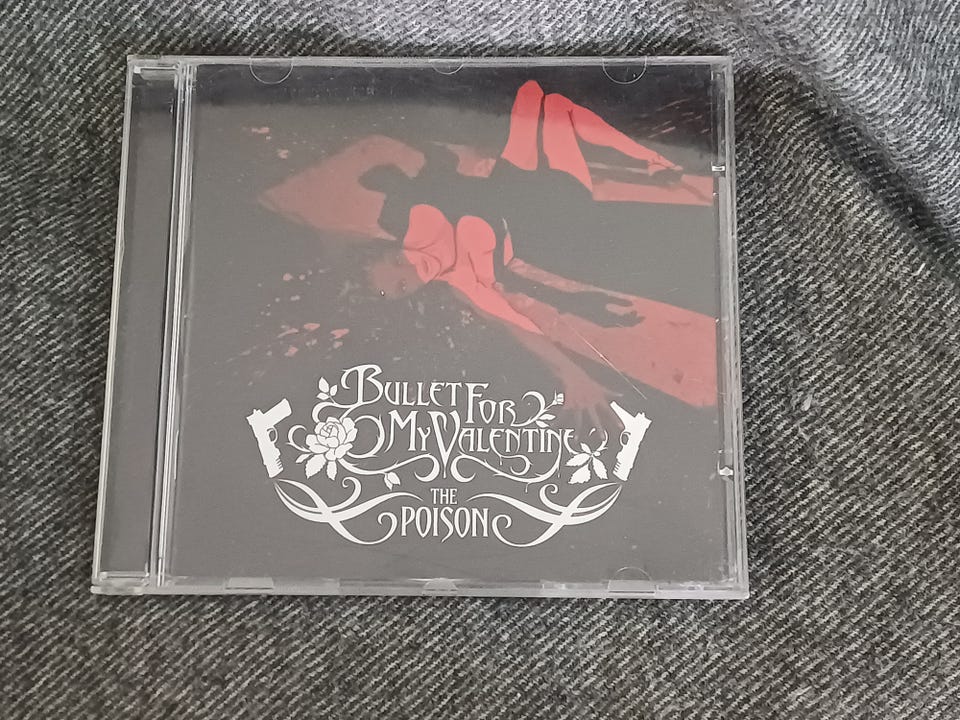 Bullet For
My Valentine
The
Poison